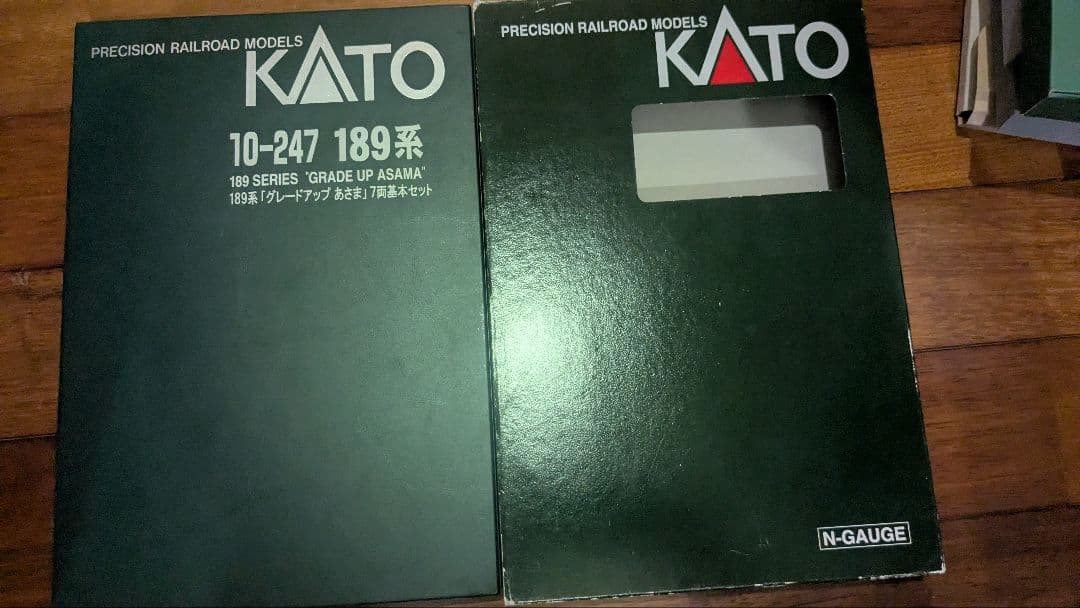 PRECISION RAILROAD MODELS
KATO
10-247 189系
189 SERIES "GRADE UP ASAMA"
189系「グレードアップ あさま」7両基本セット
PRECISION RAILROAD MODELS
KATO
N-GAUGE